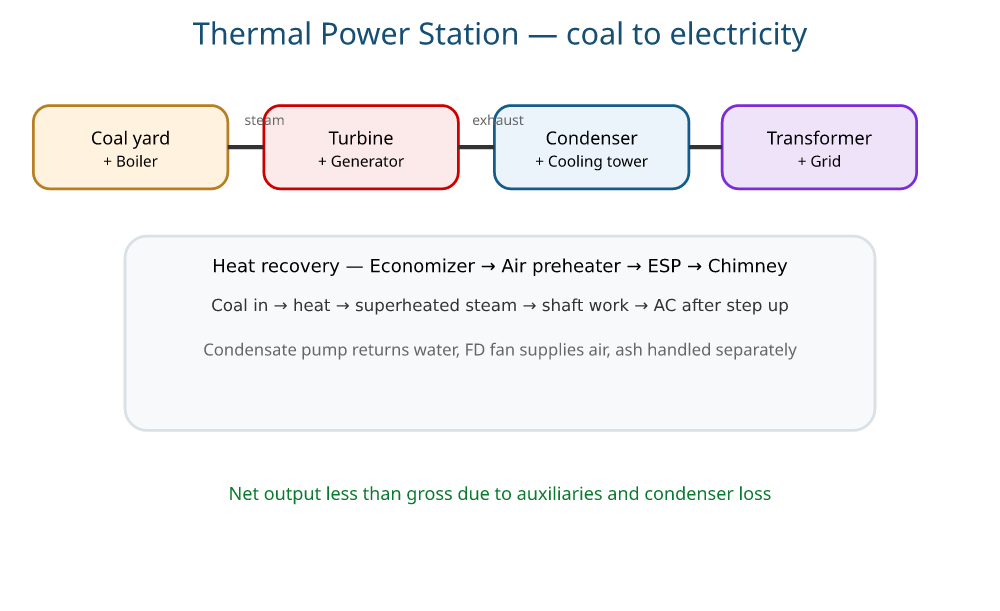 Thermal Power Station — coal to electricity
steam
exhaust
Coal yard
+ Boiler
Turbine
+ Generator
Condenser
+ Cooling tower
Transformer
+ Grid
Heat recovery — Economizer → Air preheater → ESP → Chimney
Coal in → heat → superheated steam → shaft work → AC after step up
Condensate pump returns water, FD fan supplies air, ash handled separately
Net output less than gross due to auxiliaries and condenser loss